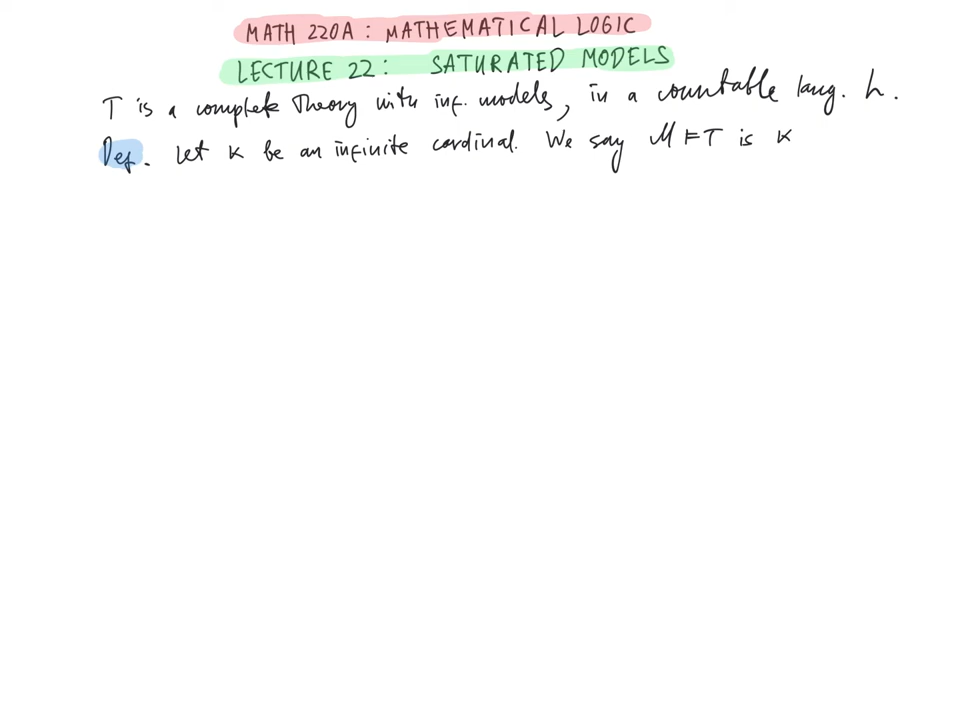 MATH 220A : MATHEMATICAL LOGIC
LECTURE 22: SATURATED MODELS
T is a complete theory with inf. models, in a countable lang. L.
Def. Let κ be an infinite cardinal. We say M ⊨ T is κ